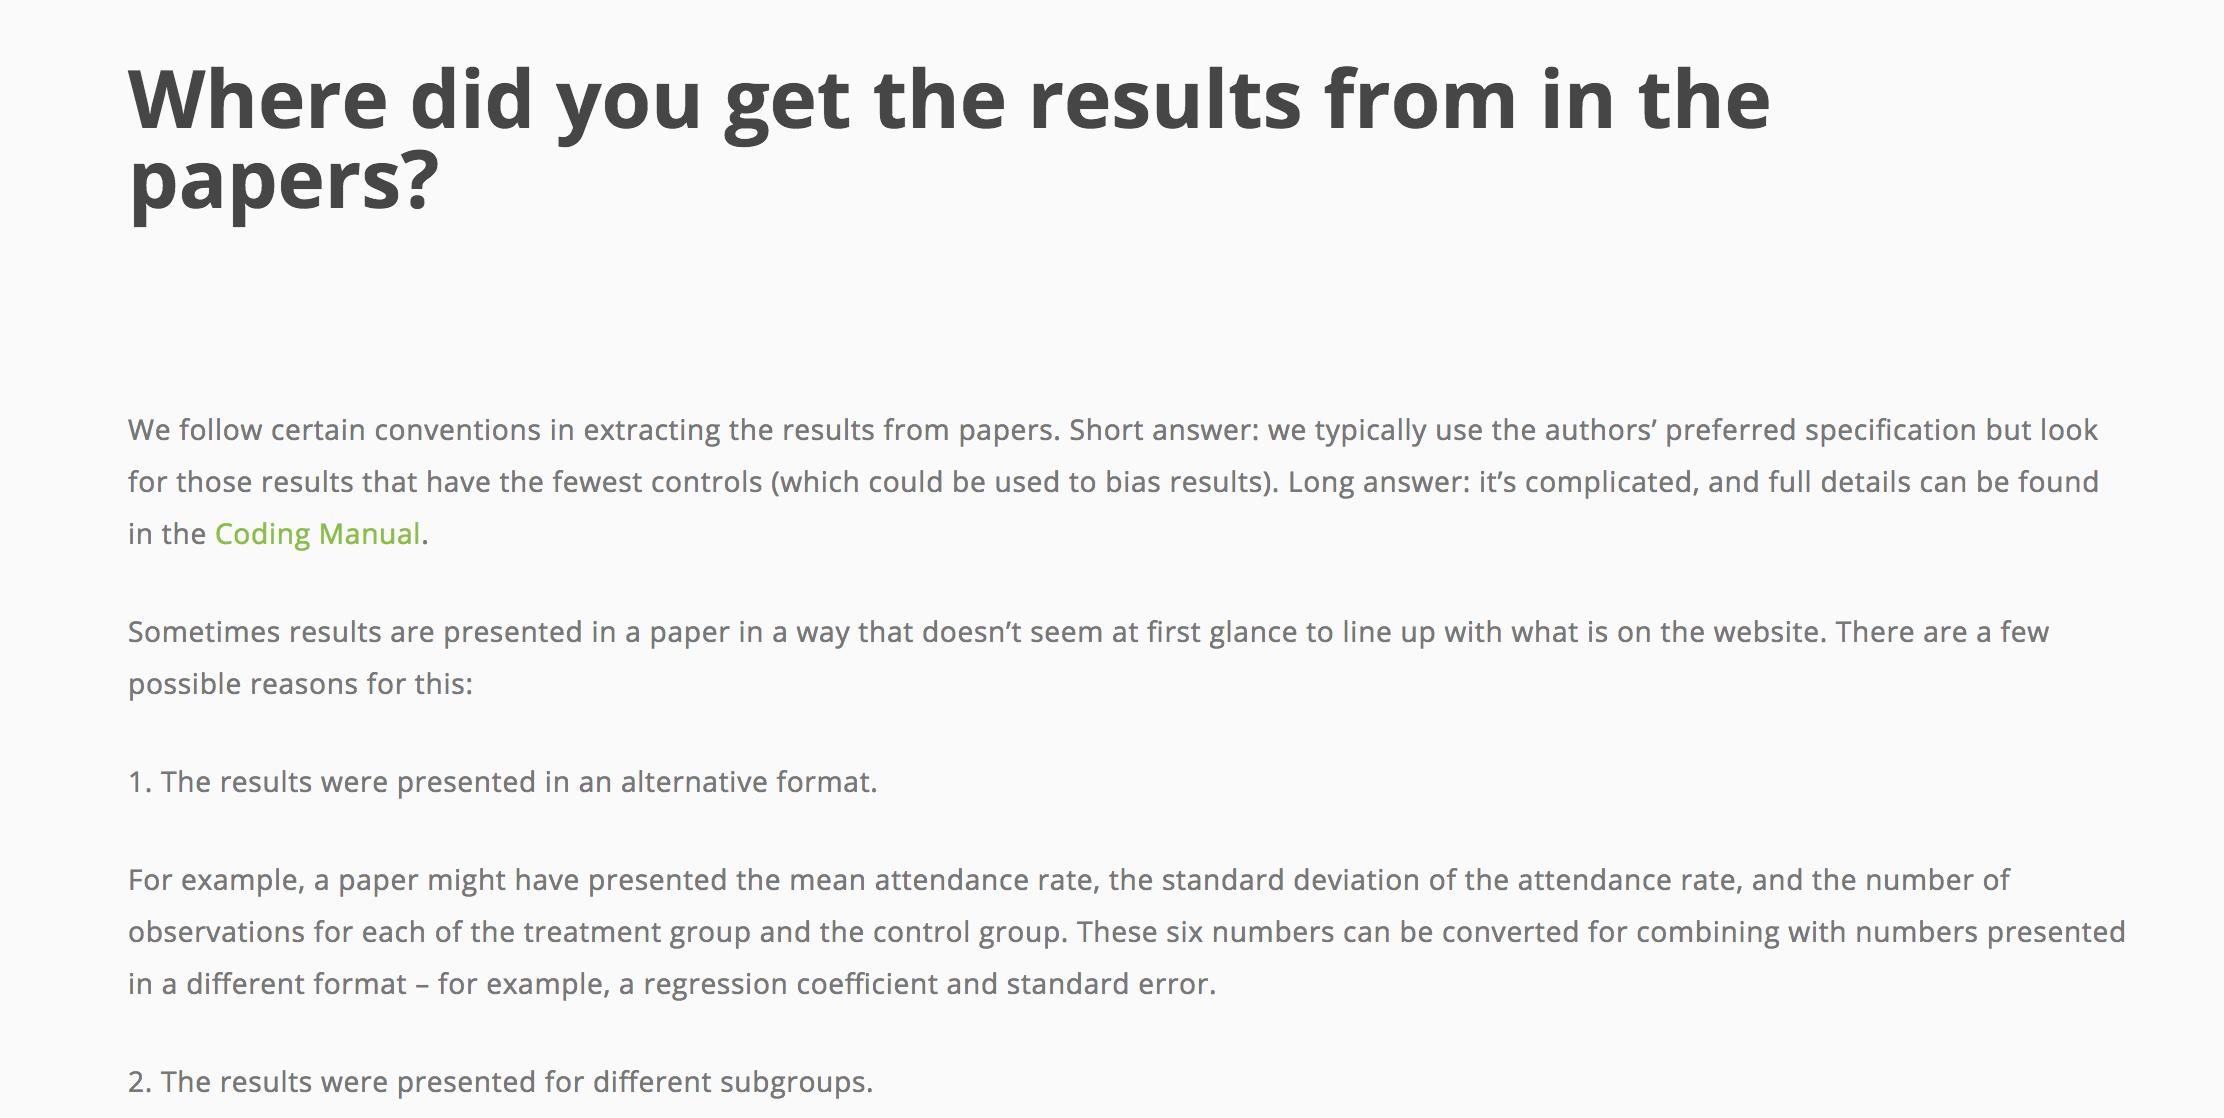 Where did you get the results from in the
papers?
We follow certain conventions in extracting the results from papers. Short answer: we typically use the authors’ preferred specification but look
for those results that have the fewest controls (which could be used to bias results). Long answer: it’s complicated, and full details can be found
in the Coding Manual.
Sometimes results are presented in a paper in a way that doesn’t seem at first glance to line up with what is on the website. There are a few
possible reasons for this:
1. The results were presented in an alternative format.
For example, a paper might have presented the mean attendance rate, the standard deviation of the attendance rate, and the number of
observations for each of the treatment group and the control group. These six numbers can be converted for combining with numbers presented
in a different format – for example, a regression coefficient and standard error.
2. The results were presented for different subgroups.